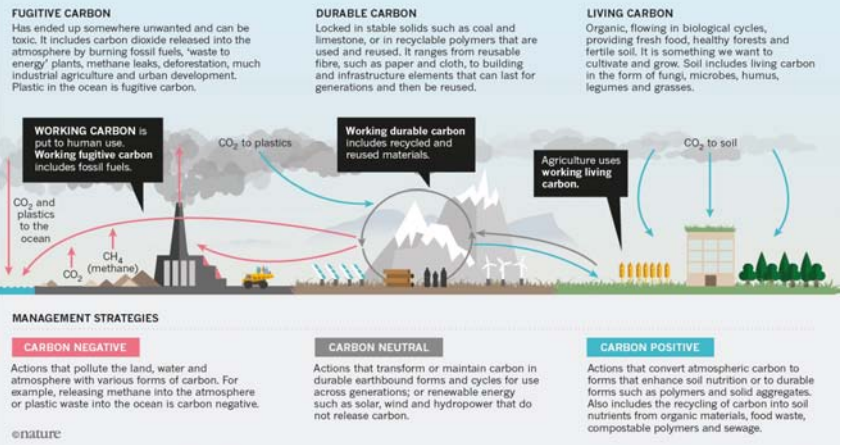 FUGITIVE CARBON
Has ended up somewhere unwanted and can be
toxic. It includes carbon dioxide released into the
atmosphere by burning fossil fuels, 'waste to
energy' plants, methane leaks, deforestation, much
industrial agriculture and urban development.
Plastic in the ocean is fugitive carbon.
DURABLE CARBON
Locked in stable solids such as coal and
limestone, or in recyclable polymers that are
used and reused. It ranges from reusable
fibre, such as paper and cloth, to building
and infrastructure elements that can last for
generations and then be reused.
LIVING CARBON
Organic, flowing in biological cycles,
providing fresh food, healthy forests and
fertile soil. It is something we want to
cultivate and grow. Soil includes living carbon
in the form of fungi, microbes, humus,
legumes and grasses.
WORKING CARBON is
put to human use.
Working fugitive carbon
includes fossil fuels.
CO₂ to plastics
Working durable carbon
includes recycled and
reused materials.
Agriculture uses
working living
carbon.
CO₂ to soil
CO₂ and
plastics
to the
ocean
CO₂
CH₄
(methane)
MANAGEMENT STRATEGIES
CARBON NEGATIVE
Actions that pollute the land, water and
atmosphere with various forms of carbon. For
example, releasing methane into the atmosphere
or plastic waste into the ocean is carbon negative.
CARBON NEUTRAL
Actions that transform or maintain carbon in
durable earthbound forms and cycles for use
across generations; or renewable energy
such as solar, wind and hydropower that do
not release carbon.
CARBON POSITIVE
Actions that convert atmospheric carbon to
forms that enhance soil nutrition or to durable
forms such as polymers and solid aggregates.
Also includes the recycling of carbon into soil
nutrients from organic materials, food waste,
compostable polymers and sewage.
©nature